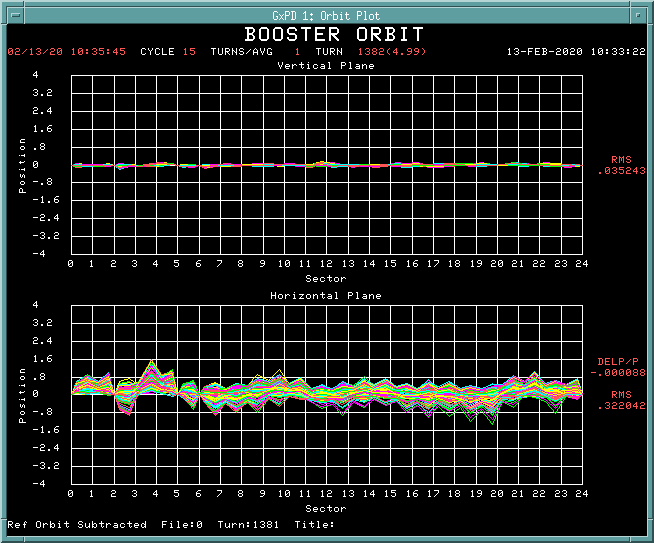 GxPD 1: Orbit Plot
BOOSTER ORBIT
02/13/20 10:35:45 CYCLE 15 TURNS/AVG 1 TURN 1382(4.99) 13-FEB-2020 10:33:22
Vertical Plane
4
3.2
2.4
1.6
.8
0
-.8
-1.6
-2.4
-3.2
-4
Position
RMS
.035243
0 1 2 3 4 5 6 7 8 9 10 11 12 13 14 15 16 17 18 19 20 21 22 23 24
Sector
Horizontal Plane
4
3.2
2.4
1.6
.8
0
-.8
-1.6
-2.4
-3.2
-4
Position
DELP/P
-.000088
RMS
.322042
0 1 2 3 4 5 6 7 8 9 10 11 12 13 14 15 16 17 18 19 20 21 22 23 24
Sector
Ref Orbit Subtracted File:0 Turn:1381 Title: